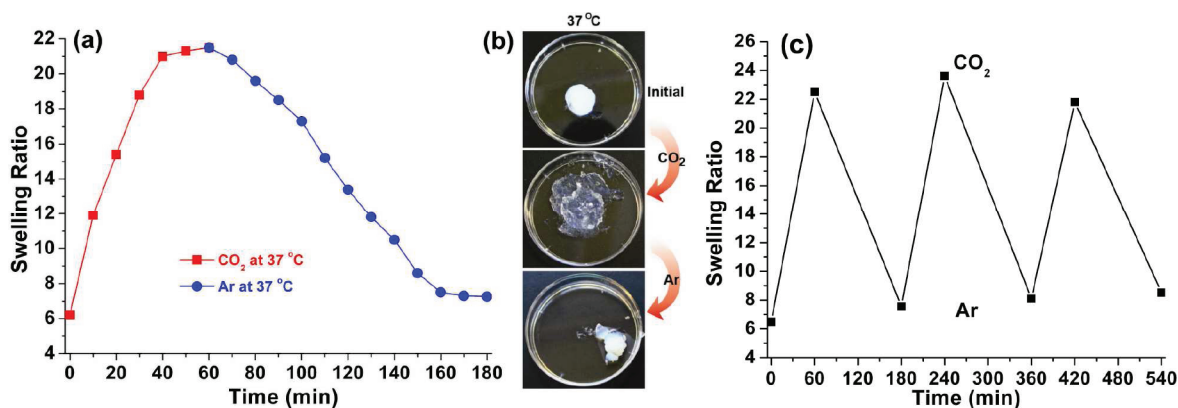 (a)
Swelling Ratio
22
20
18
16
14
12
10
8
6
4
CO₂ at 37 °C
Ar at 37 °C
0 20 40 60 80 100 120 140 160 180
Time (min)
(b)
37 °C
Initial
CO₂
Ar
(c)
Swelling Ratio
26
24
22
20
18
16
14
12
10
8
6
4
CO₂
Ar
0 60 120 180 240 300 360 420 480 540
Time (min)